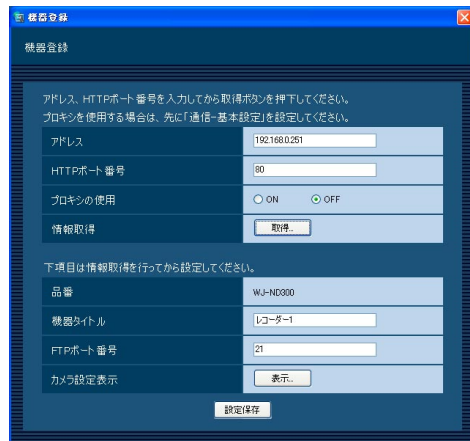 機器登録
機器登録
アドレス、HTTPポート番号を入力してから取得ボタンを押下してください。
プロキシを使用する場合は、先に「通信-基本設定」を設定してください。
アドレス 192.168.0.251
HTTPポート番号 80
プロキシの使用 ON OFF
情報取得 取得..
下項目は情報取得を行ってから設定してください。
品番 WJ-ND300
機器タイトル レコーダー1
FTPポート番号 21
カメラ設定表示 表示..
設定保存